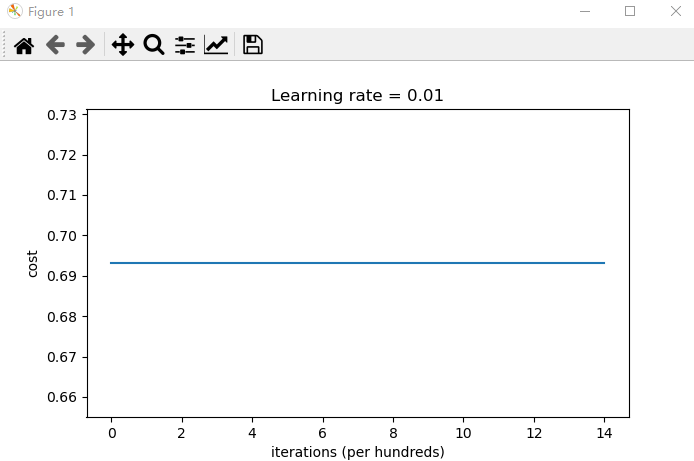 Figure 1
Learning rate = 0.01
0.73
0.72
0.71
0.70
0.69
0.68
0.67
0.66
cost
0 2 4 6 8 10 12 14
iterations (per hundreds)